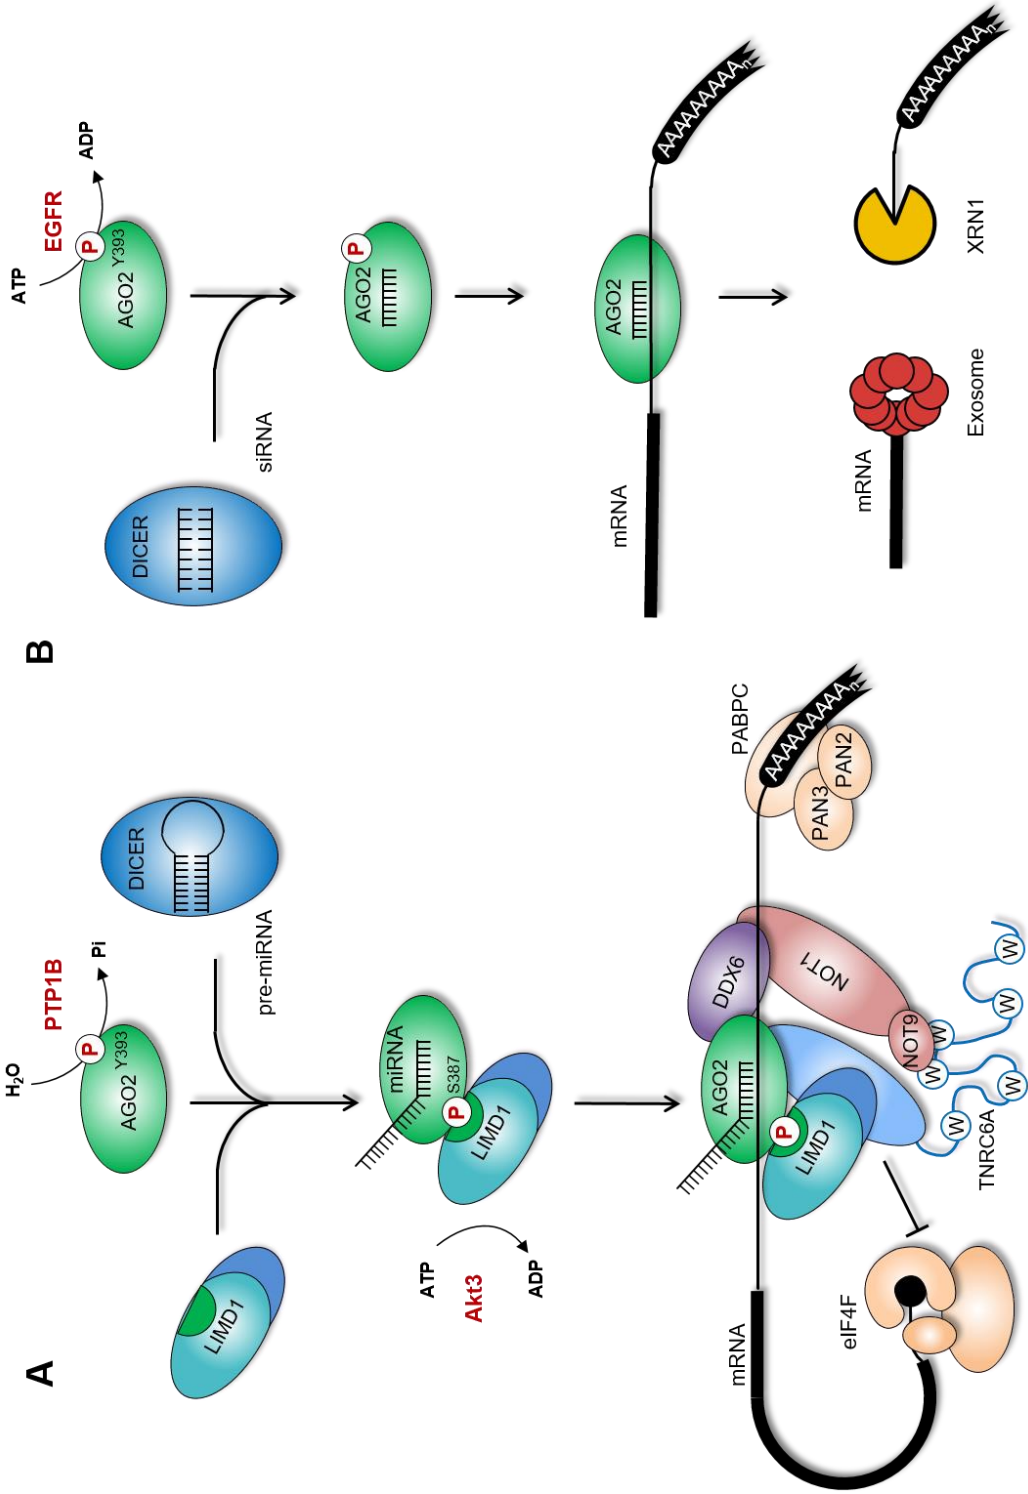 A
H₂O
PTP1B
P
Pi
AGO2
Y393
LIMD1
DICER
pre-miRNA
ATP
Akt3
ADP
miRNA
S387
P
LIMD1
mRNA
AGO2
DDX6
P
LIMD1
NOT1
NOT9
PABPC
AAAAAAAAAₙ
PAN3
PAN2
eIF4F
TNRC6A
W
W
W
W
W
W
B
ATP
EGFR
P
ADP
AGO2
Y393
DICER
siRNA
AGO2
P
AGO2
mRNA
AAAAAAAAAₙ
mRNA
Exosome
XRN1
AAAAAAAAAₙ